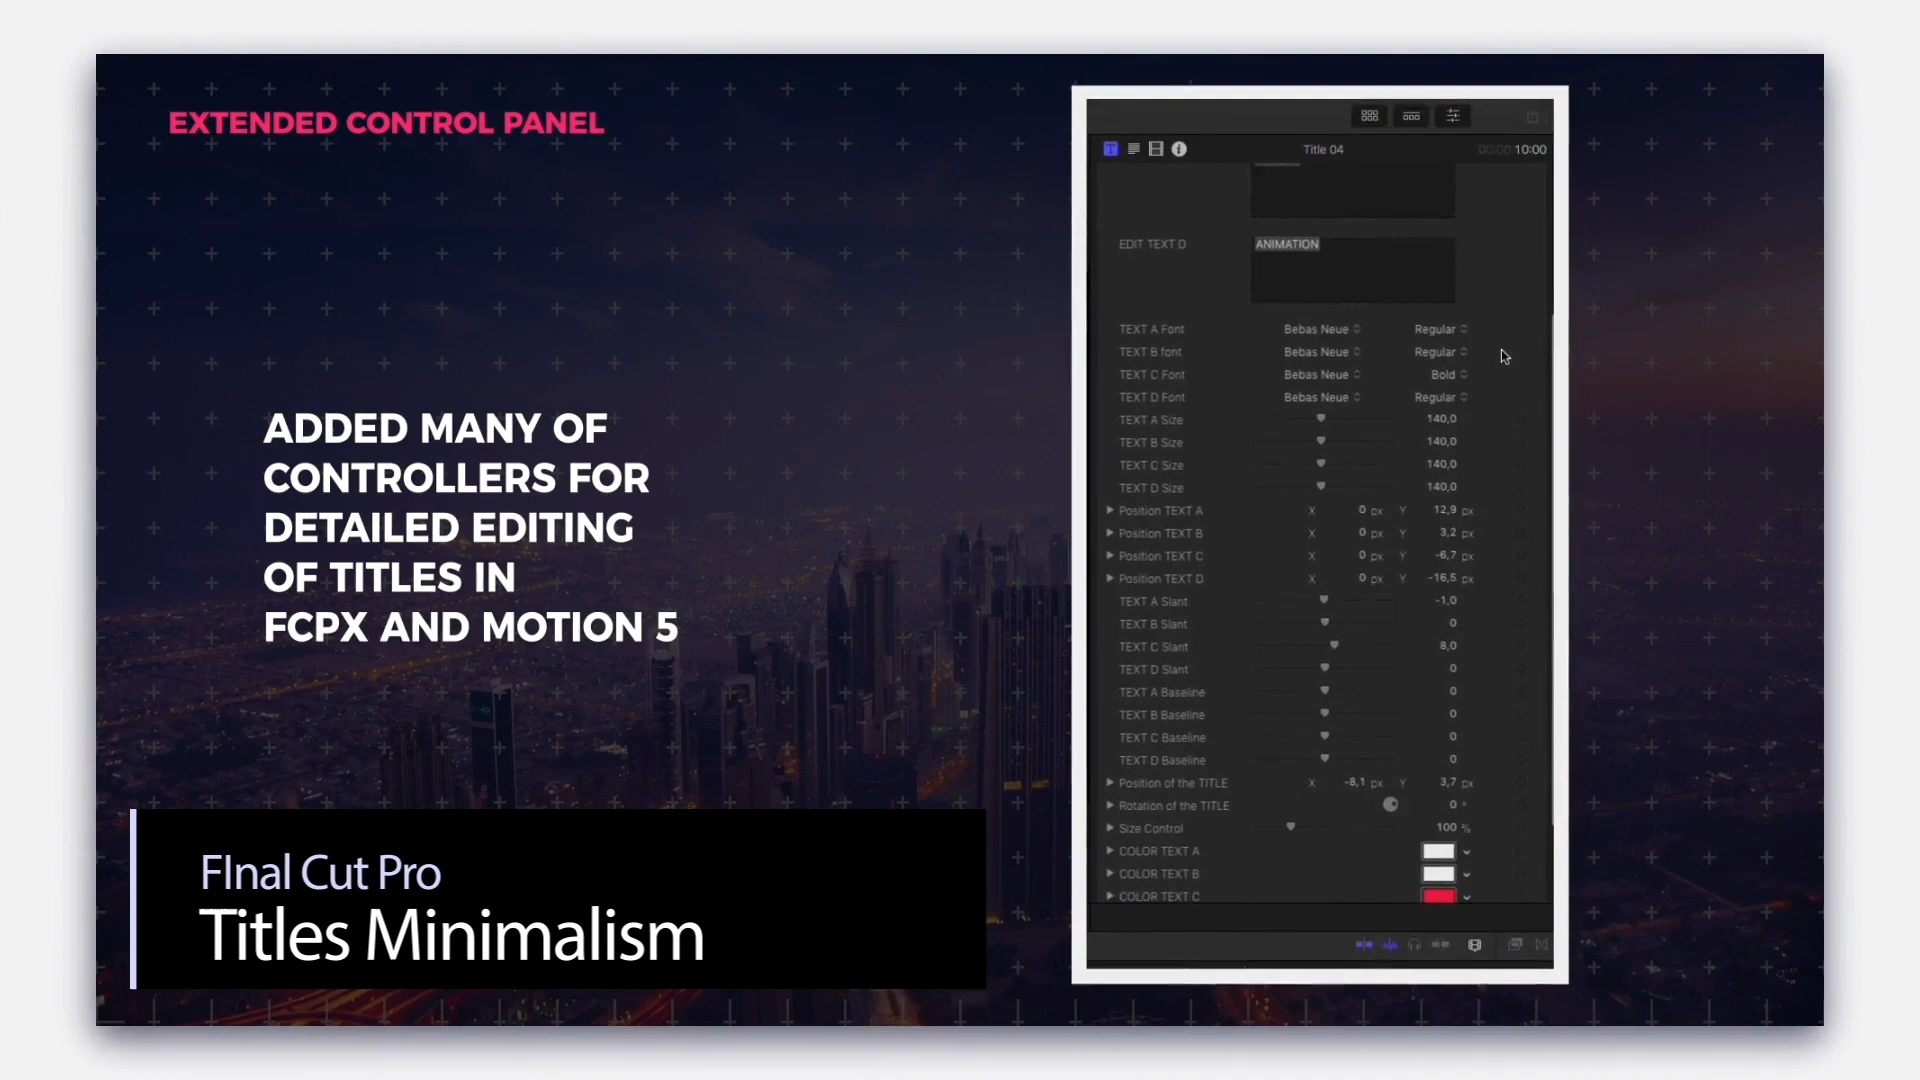 EXTENDED CONTROL PANEL
ADDED MANY OF
CONTROLLERS FOR
DETAILED EDITING
OF TITLES IN
FCPX AND MOTION 5
FInal Cut Pro
Titles Minimalism
Title 04 00:00 10:00
EDIT TEXT D ANIMATION
TEXT A Font Bebas Neue Regular
TEXT B font Bebas Neue Regular
TEXT C Font Bebas Neue Bold
TEXT D Font Bebas Neue Regular
TEXT A Size 140,0
TEXT B Size 140,0
TEXT C Size 140,0
TEXT D Size 140,0
Position TEXT A X 0 px Y 12,9 px
Position TEXT B X 0 px Y 3,2 px
Position TEXT C X 0 px Y -6,7 px
Position TEXT D X 0 px Y -16,5 px
TEXT A Slant -1,0
TEXT B Slant 0
TEXT C Slant 8,0
TEXT D Slant 0
TEXT A Baseline 0
TEXT B Baseline 0
TEXT C Baseline 0
TEXT D Baseline 0
Position of the TITLE X -8,1 px Y 3,7 px
Rotation of the TITLE 0 °
Size Control 100 %
COLOR TEXT A
COLOR TEXT B
COLOR TEXT C